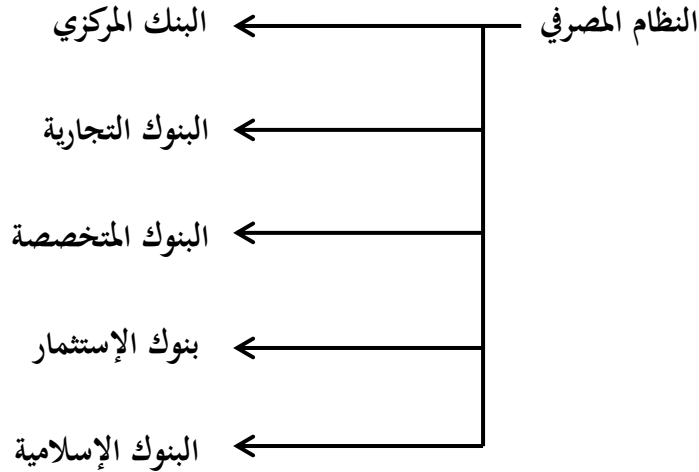 النظام المصرفي
البنك المركزي
البنوك التجارية
البنوك المتخصصة
بنوك الإستثمار
البنوك الإسلامية